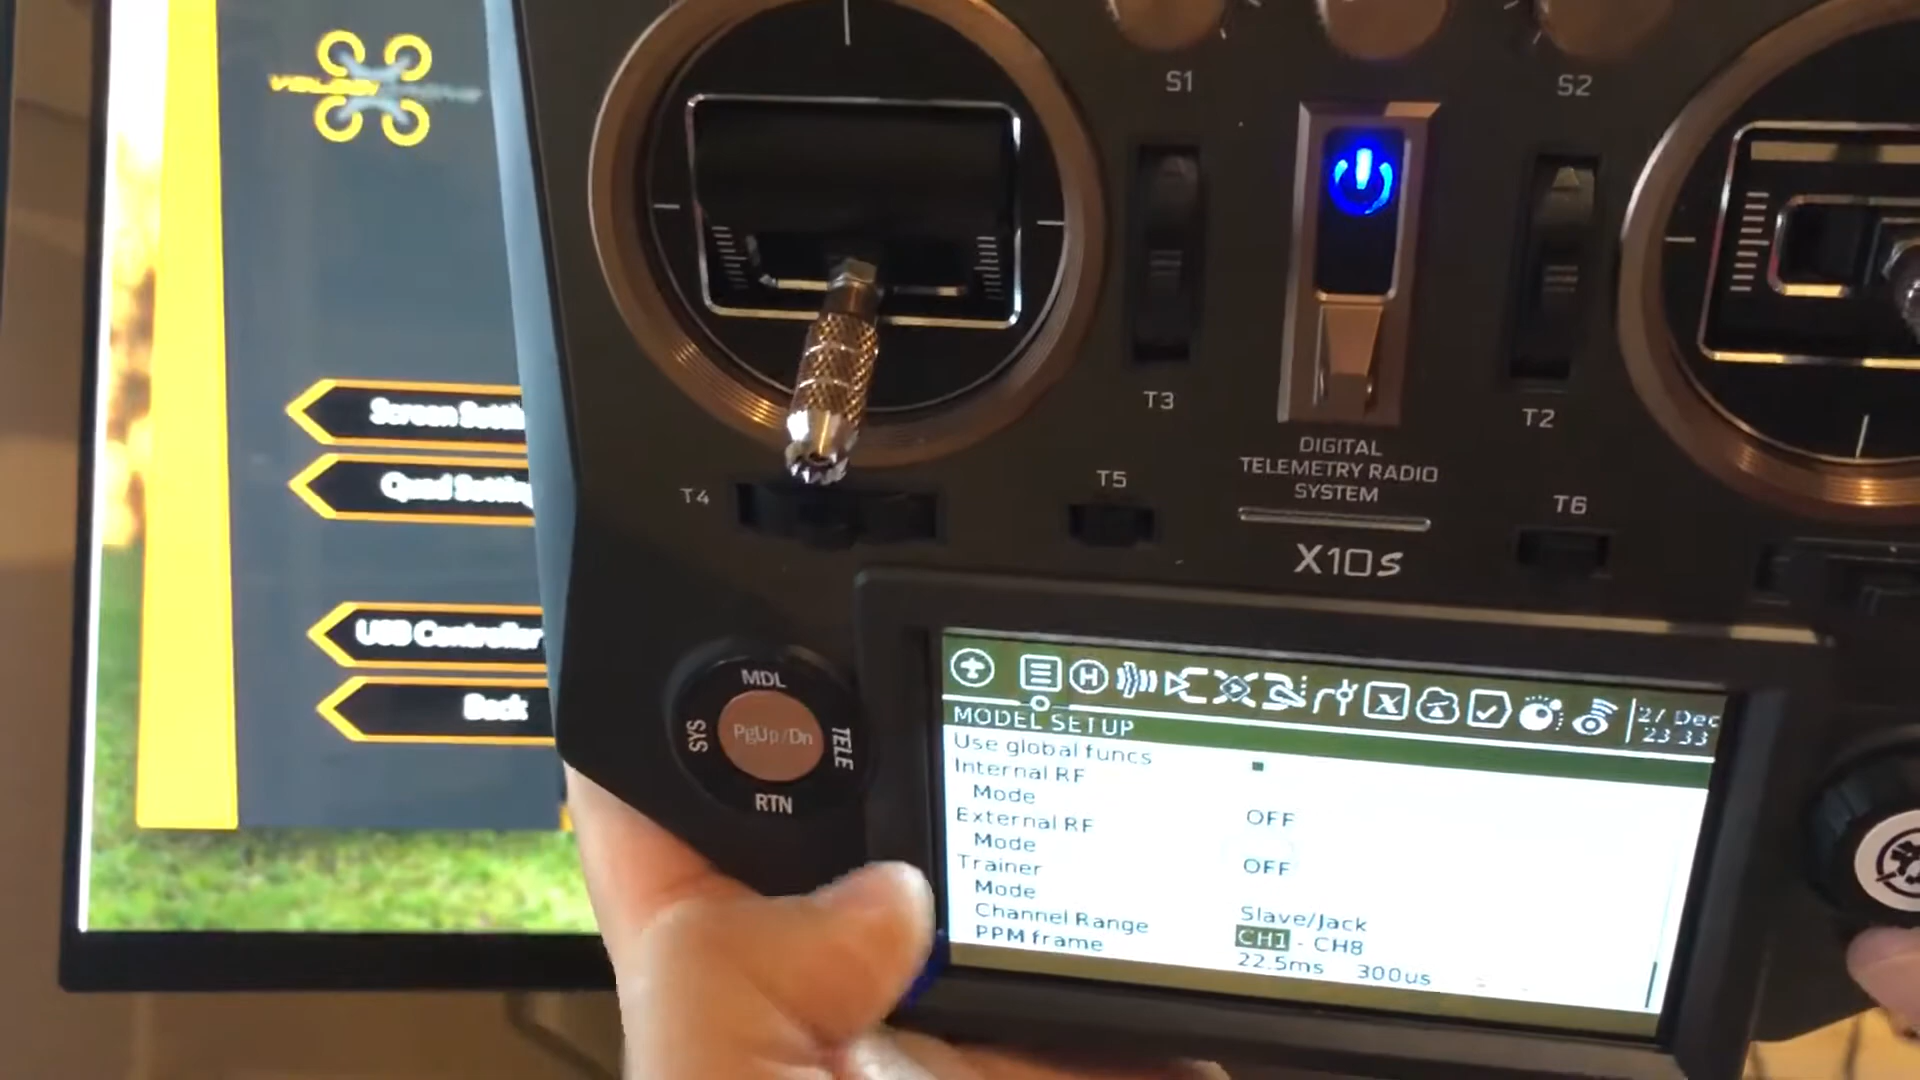 S1
S2
T3
T2
DIGITAL
TELEMETRY RADIO
SYSTEM
T4
T5
T6
X10S
Screen
Quad
USB Controller
Back
MDL
SYS
PgUp/Dn
TELE
RTN
27 Dec
23 33
MODEL SETUP
Use global funcs
Internal RF
Mode OFF
External RF
Mode OFF
Trainer
Mode Slave/Jack
Channel Range CH1 - CH8
PPM frame 22.5ms 300us